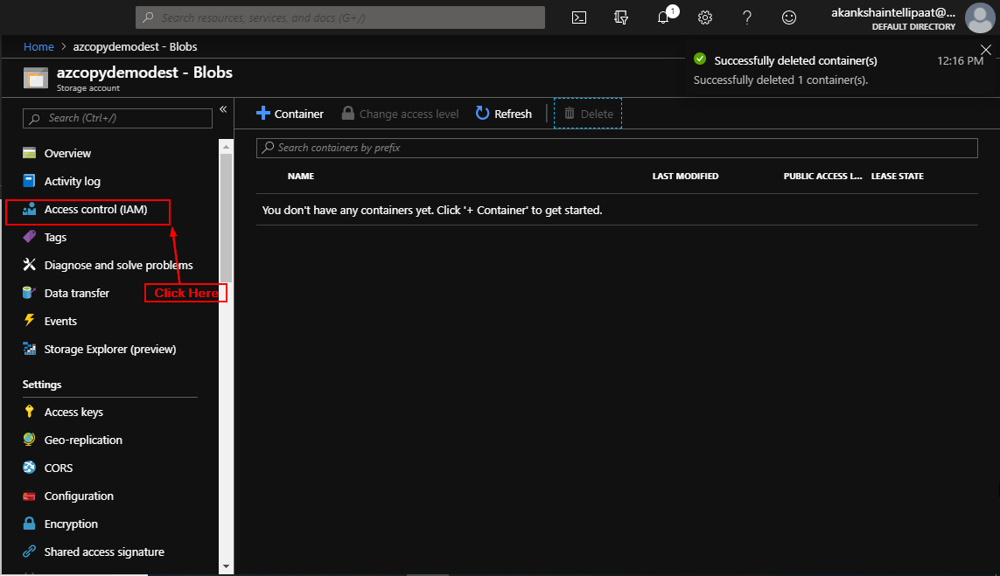 Search resources, services, and docs (G+/)
1
akankshaintellipaat@...
DEFAULT DIRECTORY
Home > azcopydemodest - Blobs
azcopydemodest - Blobs
Storage account
Successfully deleted container(s)
12:16 PM
Successfully deleted 1 container(s).
Search (Ctrl+/)
«
Overview
Activity log
Access control (IAM)
Tags
Diagnose and solve problems
Data transfer
Click Here
Events
Storage Explorer (preview)
Settings
Access keys
Geo-replication
CORS
Configuration
Encryption
Shared access signature
Container
Change access level
Refresh
Delete
Search containers by prefix
NAME
LAST MODIFIED
PUBLIC ACCESS L...
LEASE STATE
You don't have any containers yet. Click '+ Container' to get started.